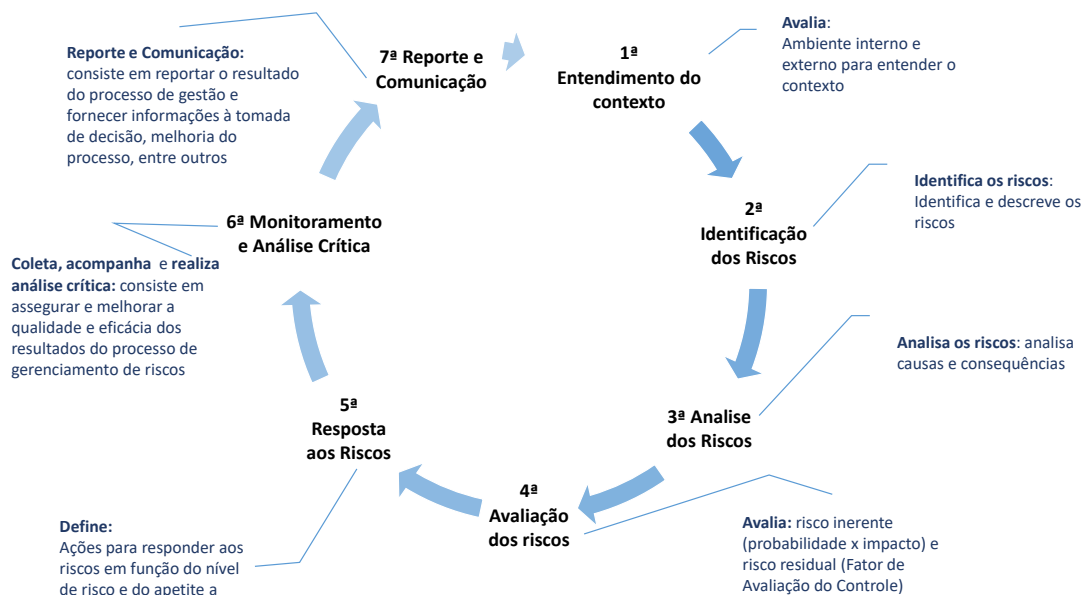 1ª
Entendimento do
contexto
Avalia:
Ambiente interno e
externo para entender o
contexto
2ª
Identificação
dos Riscos
Identifica os riscos:
Identifica e descreve os
riscos
3ª Analise
dos Riscos
Analisa os riscos: analisa
causas e consequências
4ª
Avaliação
dos riscos
Avalia: risco inerente
(probabilidade x impacto) e
risco residual (Fator de
Avaliação do Controle)
5ª
Resposta
aos Riscos
Define:
Ações para responder aos
riscos em função do nível
de risco e do apetite a
6ª Monitoramento
e Análise Crítica
Coleta, acompanha e realiza
análise crítica: consiste em
assegurar e melhorar a
qualidade e eficácia dos
resultados do processo de
gerenciamento de riscos
7ª Reporte e
Comunicação
Reporte e Comunicação:
consiste em reportar o resultado
do processo de gestão e
fornecer informações à tomada
de decisão, melhoria do
processo, entre outros